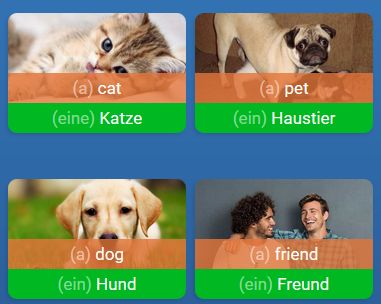 (a) cat
(eine) Katze
(a) pet
(ein) Haustier
(a) dog
(ein) Hund
(a) friend
(ein) Freund